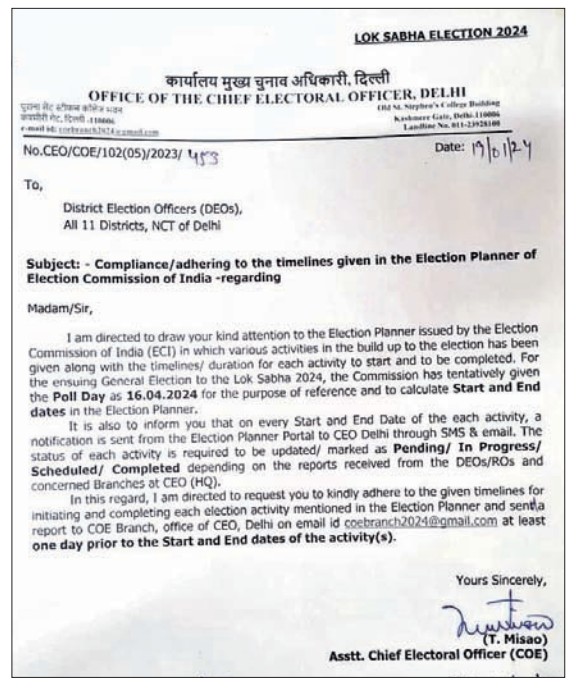 LOK SABHA ELECTION 2024
कार्यालय मुख्य चुनाव अधिकारी, दिल्ली
OFFICE OF THE CHIEF ELECTORAL OFFICER, DELHI
पुराना सेंट स्टीफन कॉलेज भवन
कश्मीरी गेट, दिल्ली -110006
e-mail id: coebranch2024@gmail.com
Old St. Stephen's College Building
Kashmere Gate, Delhi-110006
Landline No. 011-23928100
No.CEO/COE/102(05)/2023/ 453
Date: 19/01/24
To,
District Election Officers (DEOs),
All 11 Districts, NCT of Delhi
Subject: - Compliance/adhering to the timelines given in the Election Planner of
Election Commission of India -regarding
Madam/Sir,
I am directed to draw your kind attention to the Election Planner issued by the Election
Commission of India (ECI) in which various activities in the build up to the election has been
given along with the timelines/ duration for each activity to start and to be completed. For
the ensuing General Election to the Lok Sabha 2024, the Commission has tentatively given
the Poll Day as 16.04.2024 for the purpose of reference and to calculate Start and End
dates in the Election Planner.
It is also to inform you that on every Start and End Date of the each activity, a
notification is sent from the Election Planner Portal to CEO Delhi through SMS & email. The
status of each activity is required to be updated/ marked as Pending/ In Progress/
Scheduled/ Completed depending on the reports received from the DEOs/ROs and
concerned Branches at CEO (HQ).
In this regard, I am directed to request you to kindly adhere to the given timelines for
initiating and completing each election activity mentioned in the Election Planner and send a
report to COE Branch, office of CEO, Delhi on email id coebranch2024@gmail.com at least
one day prior to the Start and End dates of the activity(s).
Yours Sincerely,
(T. Misao)
Asstt. Chief Electoral Officer (COE)